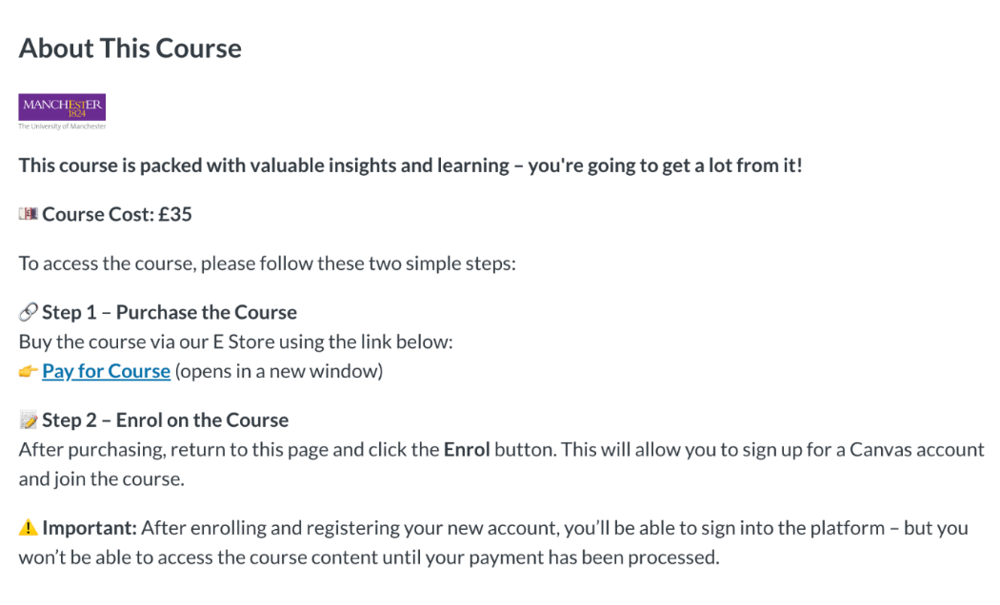 About This Course
MANCHESTER
1824
The University of Manchester
This course is packed with valuable insights and learning – you're going to get a lot from it!
💷 Course Cost: £35
To access the course, please follow these two simple steps:
🔗 Step 1 – Purchase the Course
Buy the course via our E Store using the link below:
👉 Pay for Course (opens in a new window)
📝 Step 2 – Enrol on the Course
After purchasing, return to this page and click the Enrol button. This will allow you to sign up for a Canvas account
and join the course.
⚠️ Important: After enrolling and registering your new account, you’ll be able to sign into the platform – but you
won’t be able to access the course content until your payment has been processed.